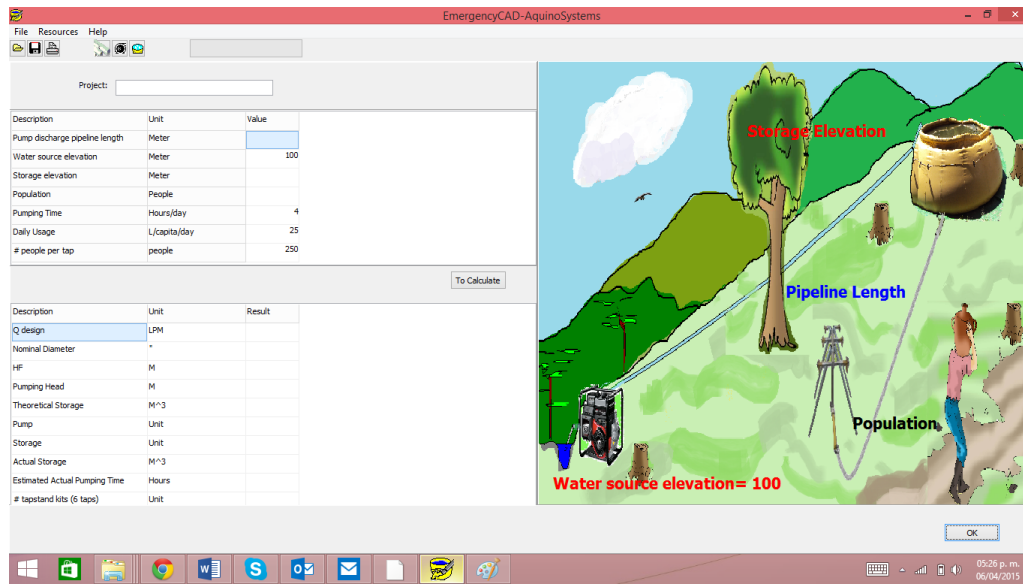 EmergencyCAD-AquinoSystems
File Resources Help
Project:
Description Unit Value
Pump discharge pipeline length Meter
Water source elevation Meter 100
Storage elevation Meter
Population People
Pumping Time Hours/day 4
Daily Usage L/capita/day 25
# people per tap people 250
To Calculate
Description Unit Result
Q design LPM
Nominal Diameter "
HF M
Pumping Head M
Theoretical Storage M^3
Pump Unit
Storage Unit
Actual Storage M^3
Estimated Actual Pumping Time Hours
# tapstand kits (6 taps) Unit
Storage Elevation
Pipeline Length
Population
Water source elevation= 100
OK
05:26 p. m.
06/04/2015